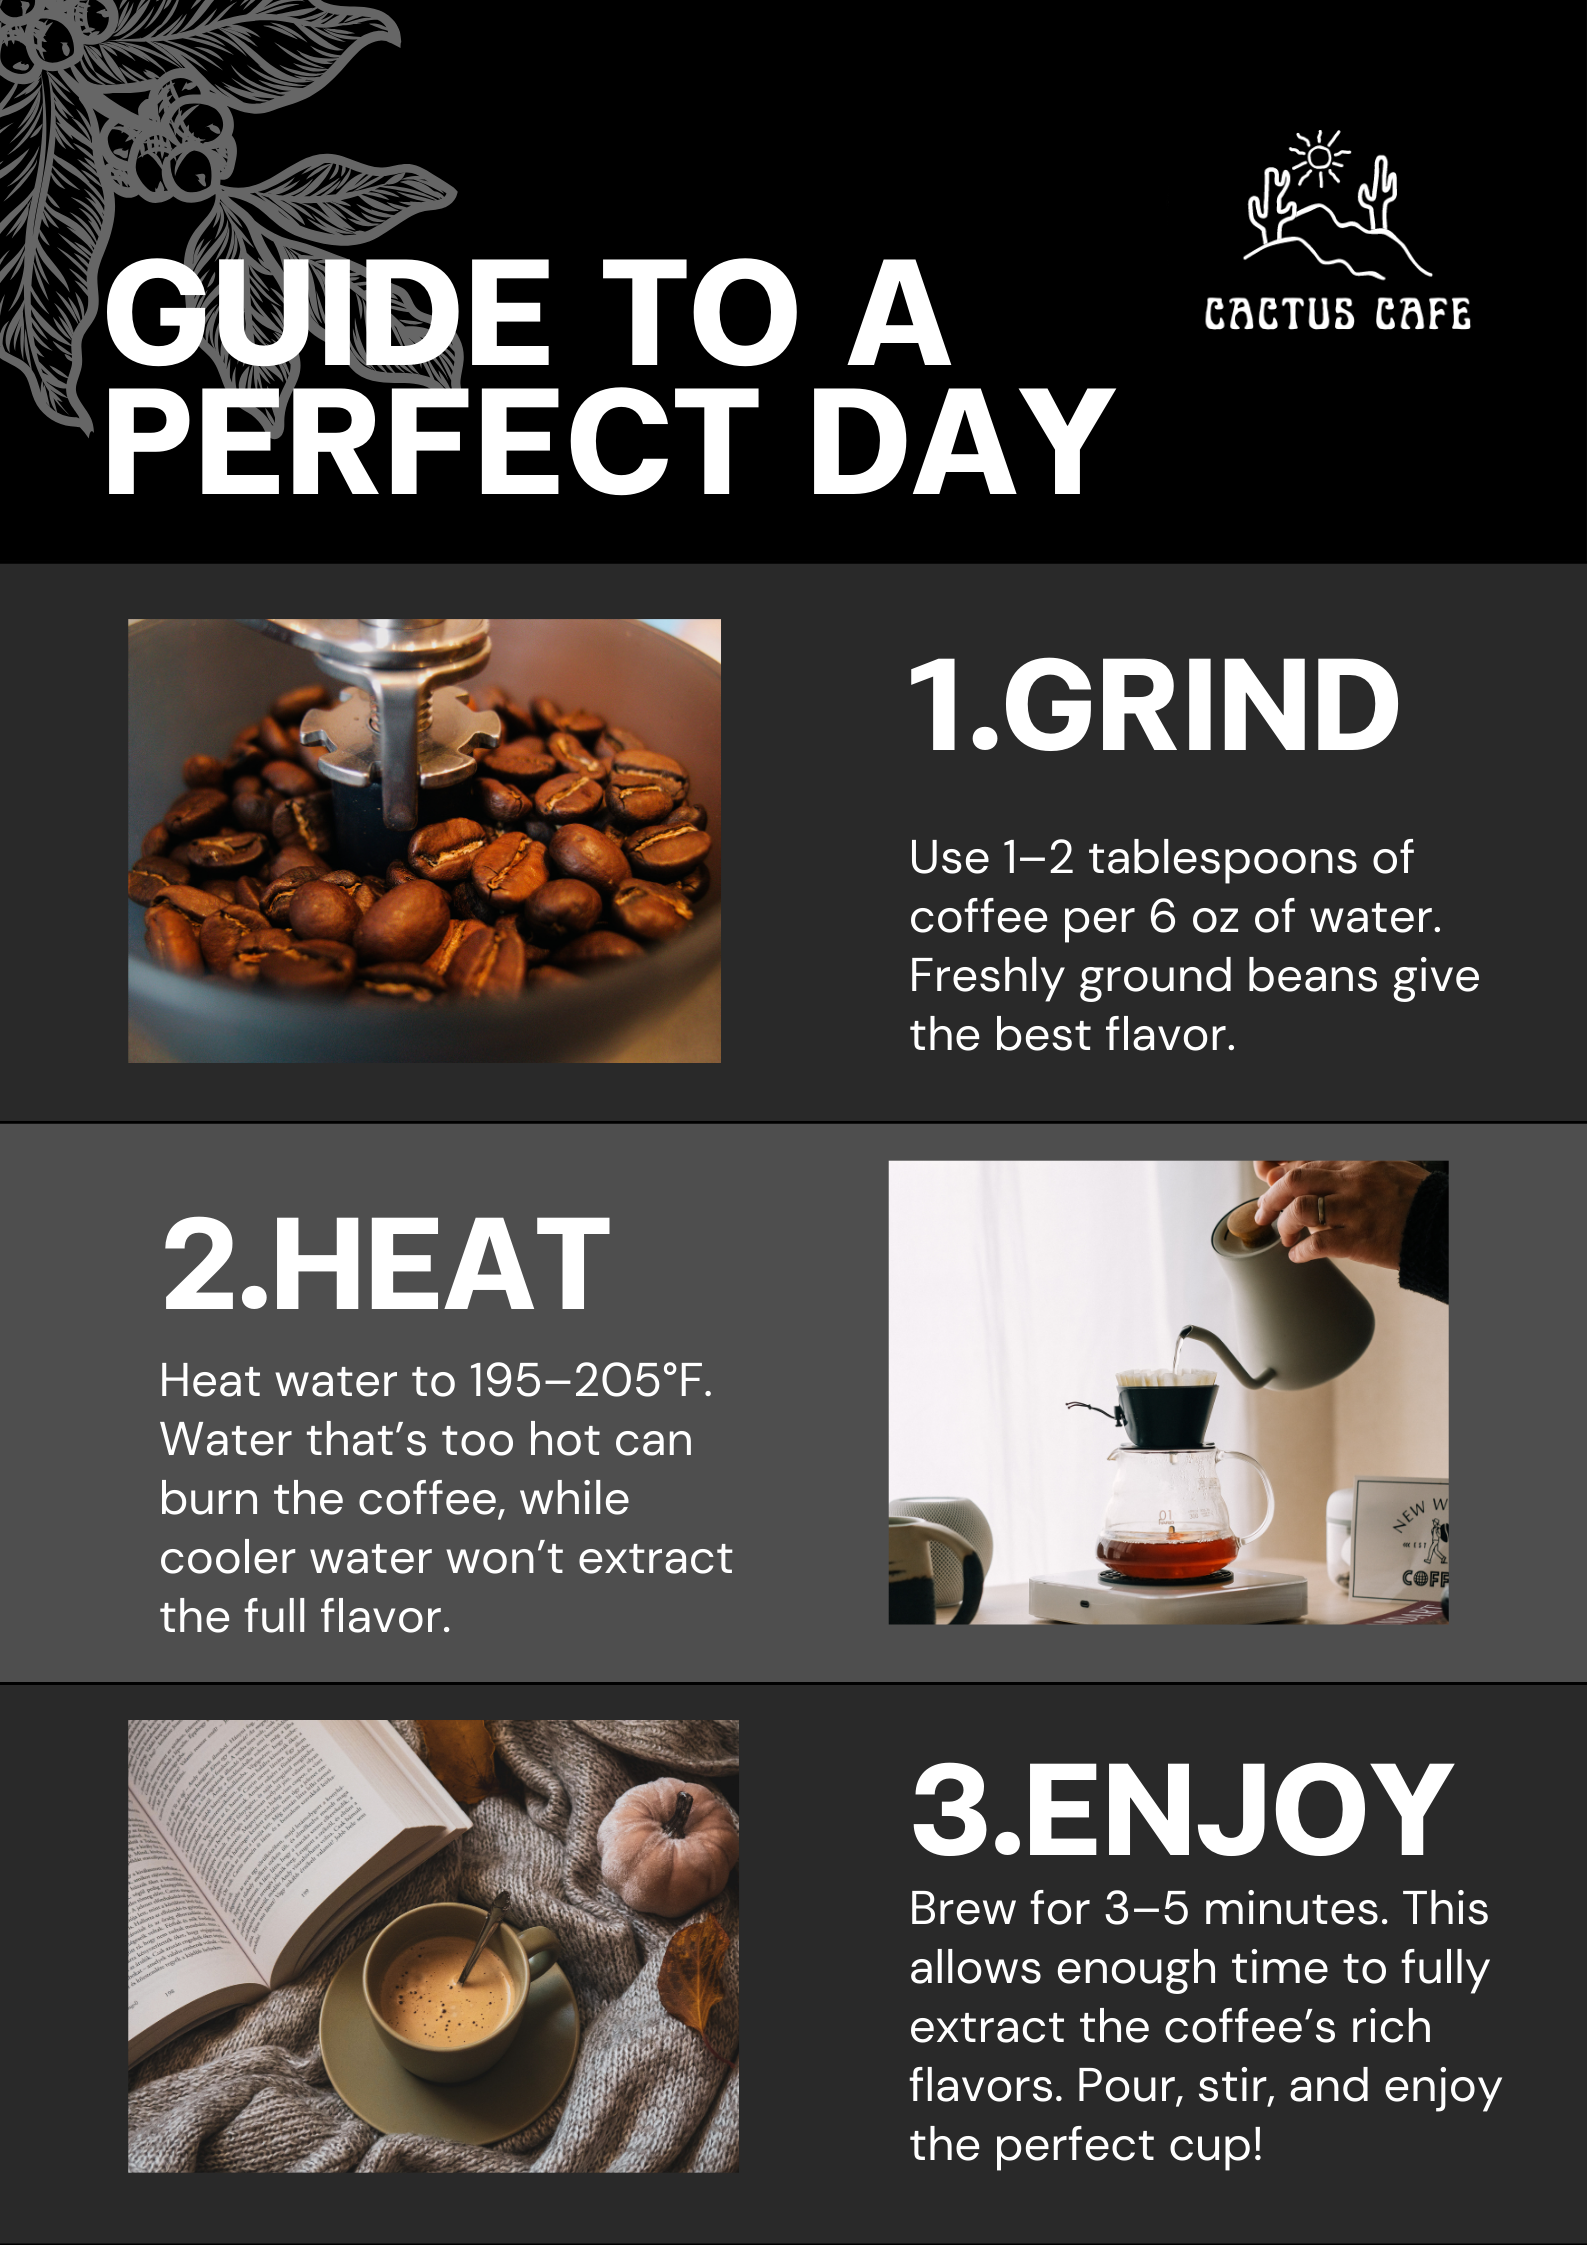 GUIDE TO A
PERFECT DAY
CACTUS CAFE
1.GRIND
Use 1–2 tablespoons of
coffee per 6 oz of water.
Freshly ground beans give
the best flavor.
2.HEAT
Heat water to 195–205°F.
Water that’s too hot can
burn the coffee, while
cooler water won’t extract
the full flavor.
01
NEW W
EST
COFF
3.ENJOY
Brew for 3–5 minutes. This
allows enough time to fully
extract the coffee’s rich
flavors. Pour, stir, and enjoy
the perfect cup!